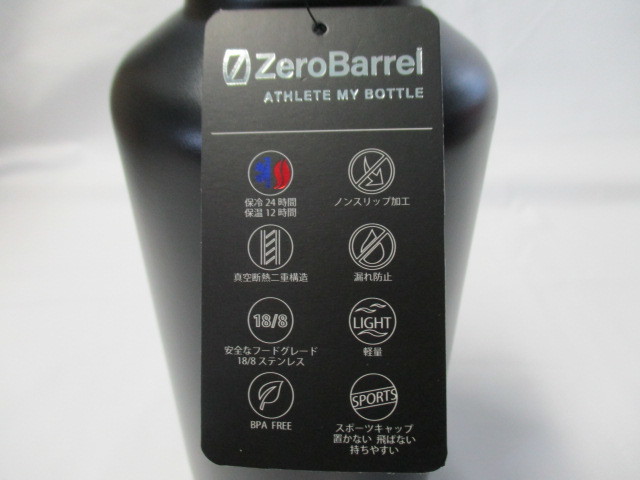 ZeroBarrel
ATHLETE MY BOTTLE
保冷 24 時間
保温 12 時間
ノンスリップ加工
真空断熱二重構造
漏れ防止
18/8
安全なフードグレード
18/8 ステンレス
LIGHT
軽量
BPA FREE
SPORTS
スポーツキャップ
置かない 飛ばない
持ちやすい